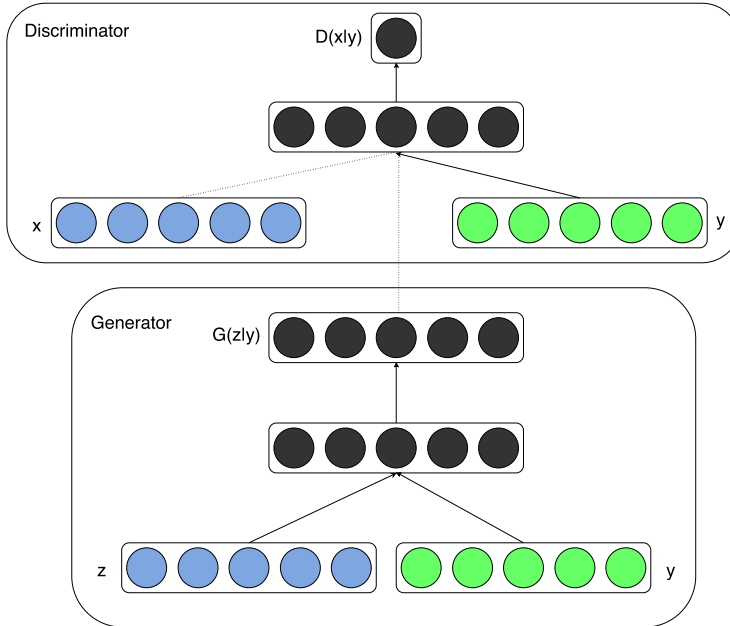 Discriminator
D(x|y)
x
y
Generator
G(z|y)
z
y